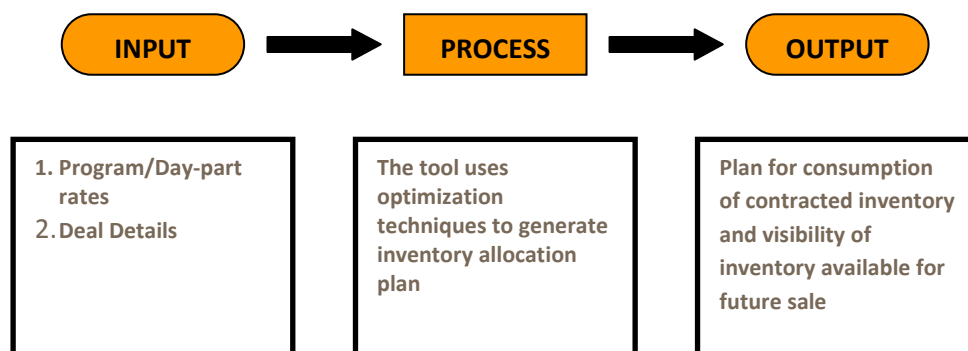 INPUT
PROCESS
OUTPUT
1. Program/Day-part
rates
2. Deal Details
The tool uses
optimization
techniques to generate
inventory allocation
plan
Plan for consumption
of contracted inventory
and visibility of
inventory available for
future sale